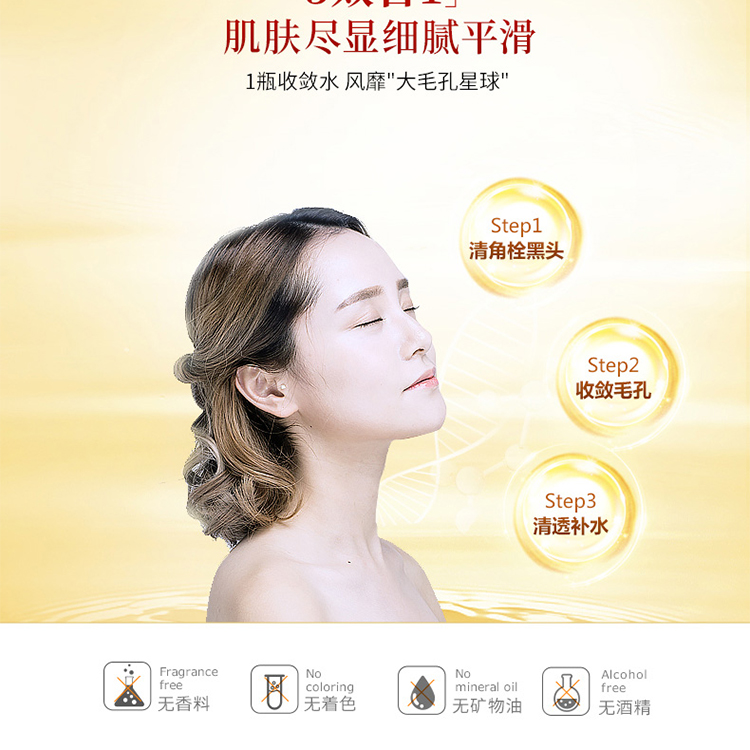 肌肤尽显细腻平滑
1瓶收敛水 风靡"大毛孔星球"
Step1
清角栓黑头
Step2
收敛毛孔
Step3
清透补水
Fragrance
free
无香料
No
coloring
无着色
No
mineral oil
无矿物油
Alcohol
free
无酒精